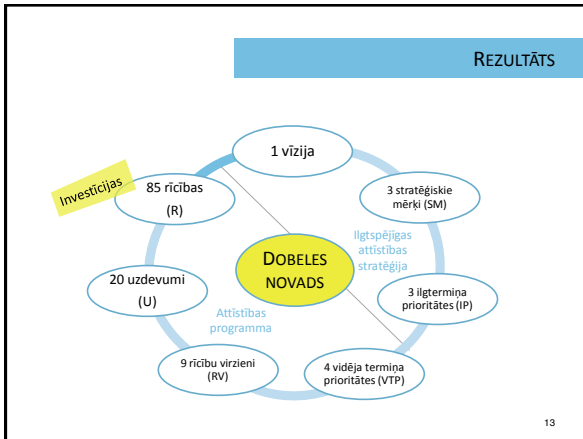 REZULTĀTS
1 vīzija
Investīcijas
85 rīcības
(R)
3 stratēģiskie
mērķi (SM)
Ilgtspējīgas
attīstības
stratēģija
DOBELES
NOVADS
20 uzdevumi
(U)
3 ilgtermiņa
prioritātes (IP)
Attīstības
programma
9 rīcību virzieni
(RV)
4 vidēja termiņa
prioritātes (VTP)
13